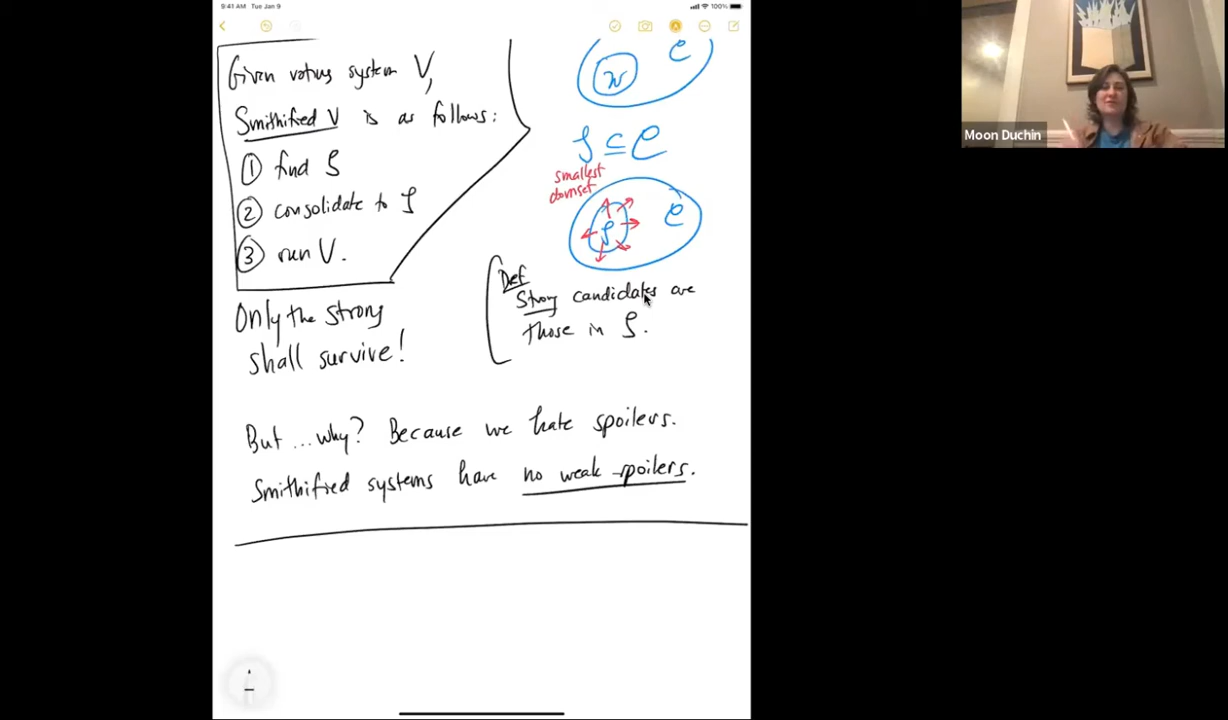 9:41 AM Tue Jan 9
100%
Given voting system V,
Smithified V is as follows:
① find S
② consolidate to S
③ run V.
Only the strong
shall survive!
W
C
S ⊆ C
smallest
downset
S
C
Def
Strong candidates are
those in S.
But ... why? Because we hate spoilers.
Smithified systems have no weak spoilers.
Moon Duchin